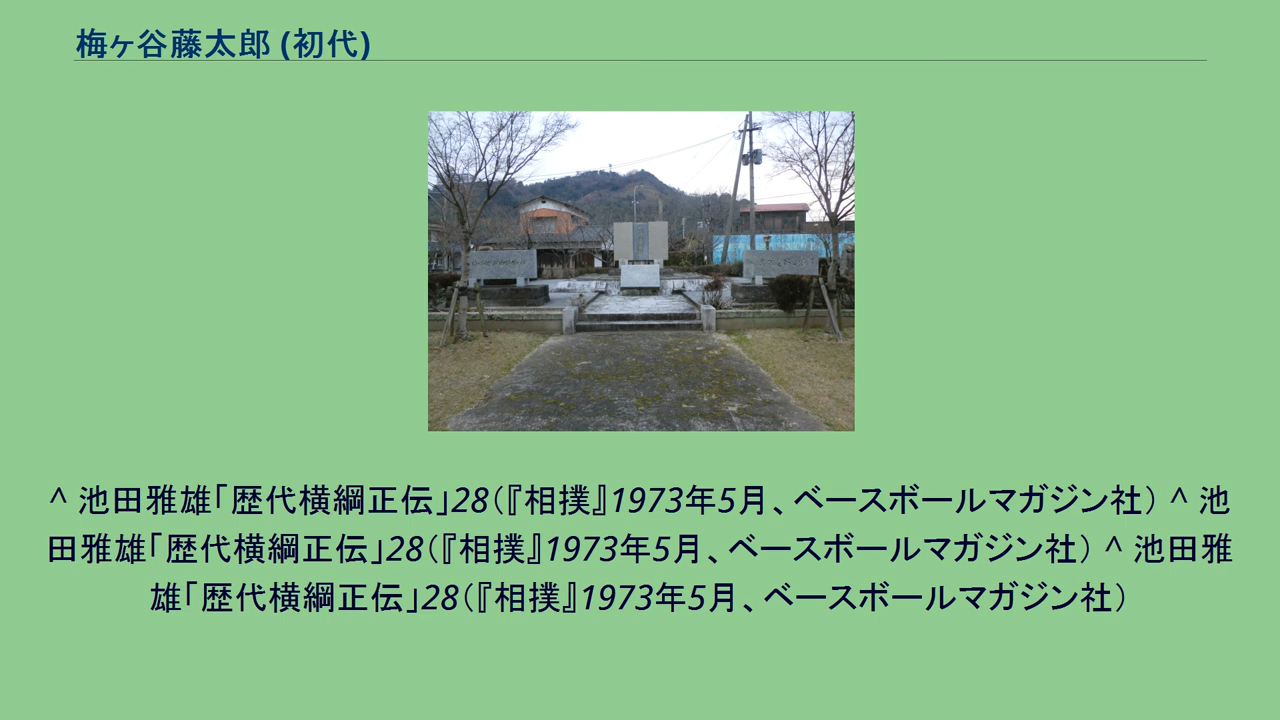 梅ヶ谷藤太郎 (初代)
^ 池田雅雄「歴代横綱正伝」28（『相撲』1973年5月、ベースボールマガジン社） ^ 池
田雅雄「歴代横綱正伝」28（『相撲』1973年5月、ベースボールマガジン社） ^ 池田雅
雄「歴代横綱正伝」28（『相撲』1973年5月、ベースボールマガジン社）